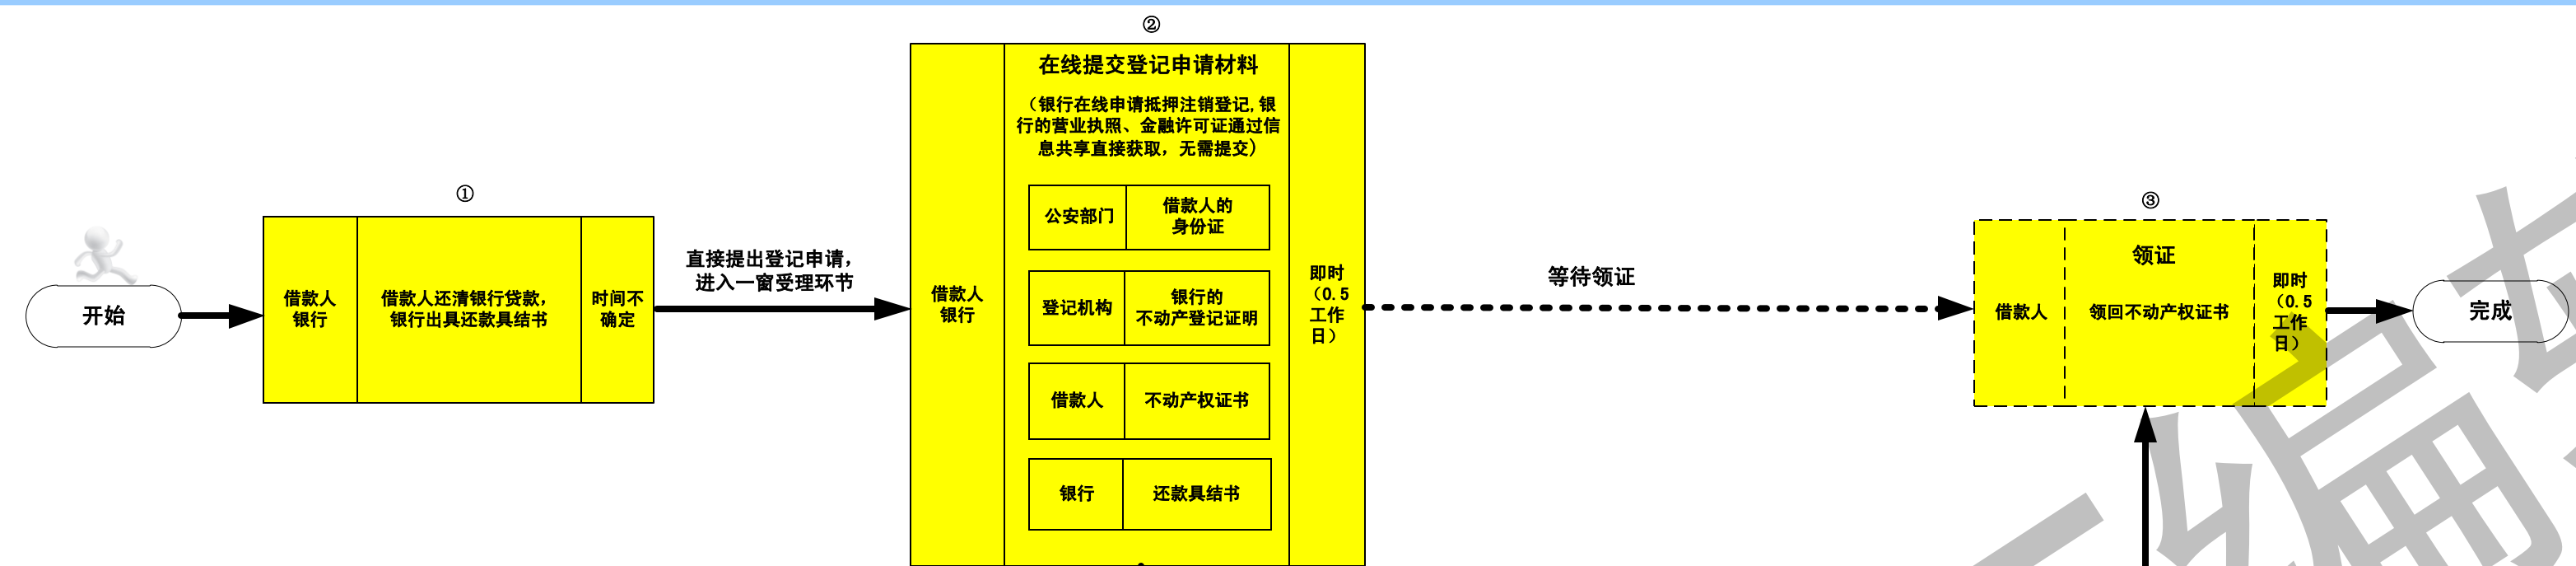 ②
在线提交登记申请材料
（银行在线申请抵押注销登记,银
行的营业执照、金融许可证通过信
息共享直接获取，无需提交）
①
③
公安部门
借款人的
身份证
直接提出登记申请，
进入一窗受理环节
领证
等待领证
即时
（0.5
工作
日）
即时
（0.5
工作
日）
开始
借款人
银行
借款人还清银行贷款，
银行出具还款具结书
时间不
确定
借款人
银行
登记机构
银行的
不动产登记证明
借款人
领回不动产权证书
完成
借款人
不动产权证书
银行
还款具结书
编